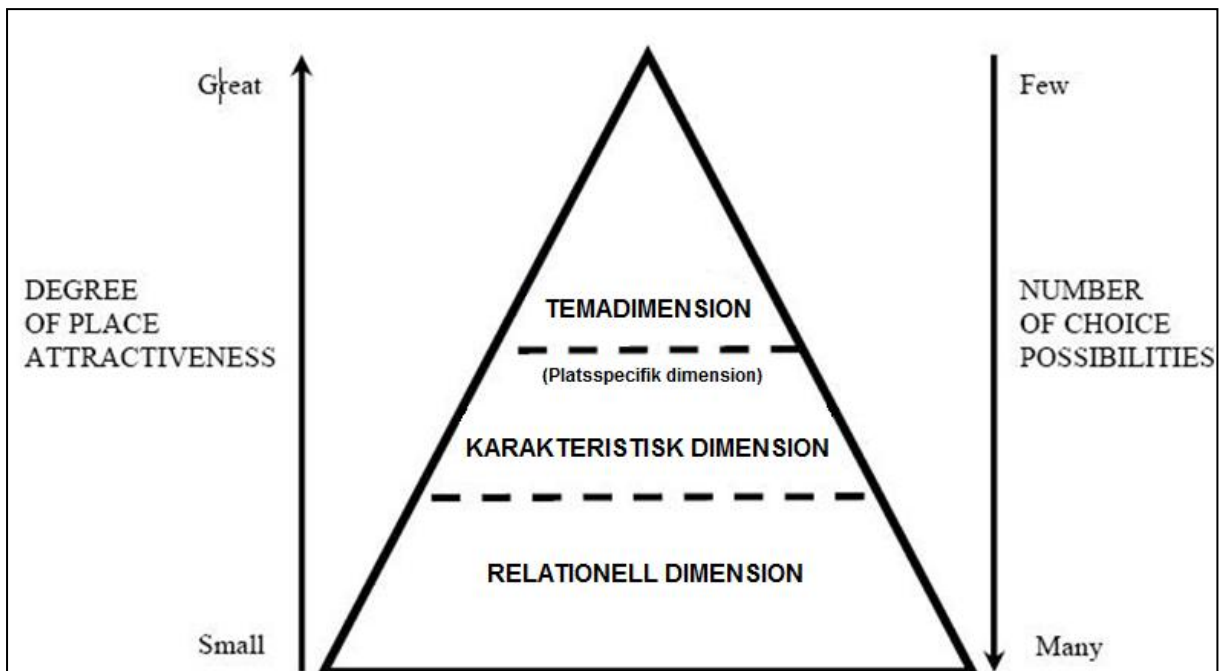 Great
Few
DEGREE
OF PLACE
ATTRACTIVENESS
NUMBER
OF CHOICE
POSSIBILITIES
TEMADIMENSION
(Platsspecifik dimension)
KARAKTERISTISK DIMENSION
RELATIONELL DIMENSION
Small
Many